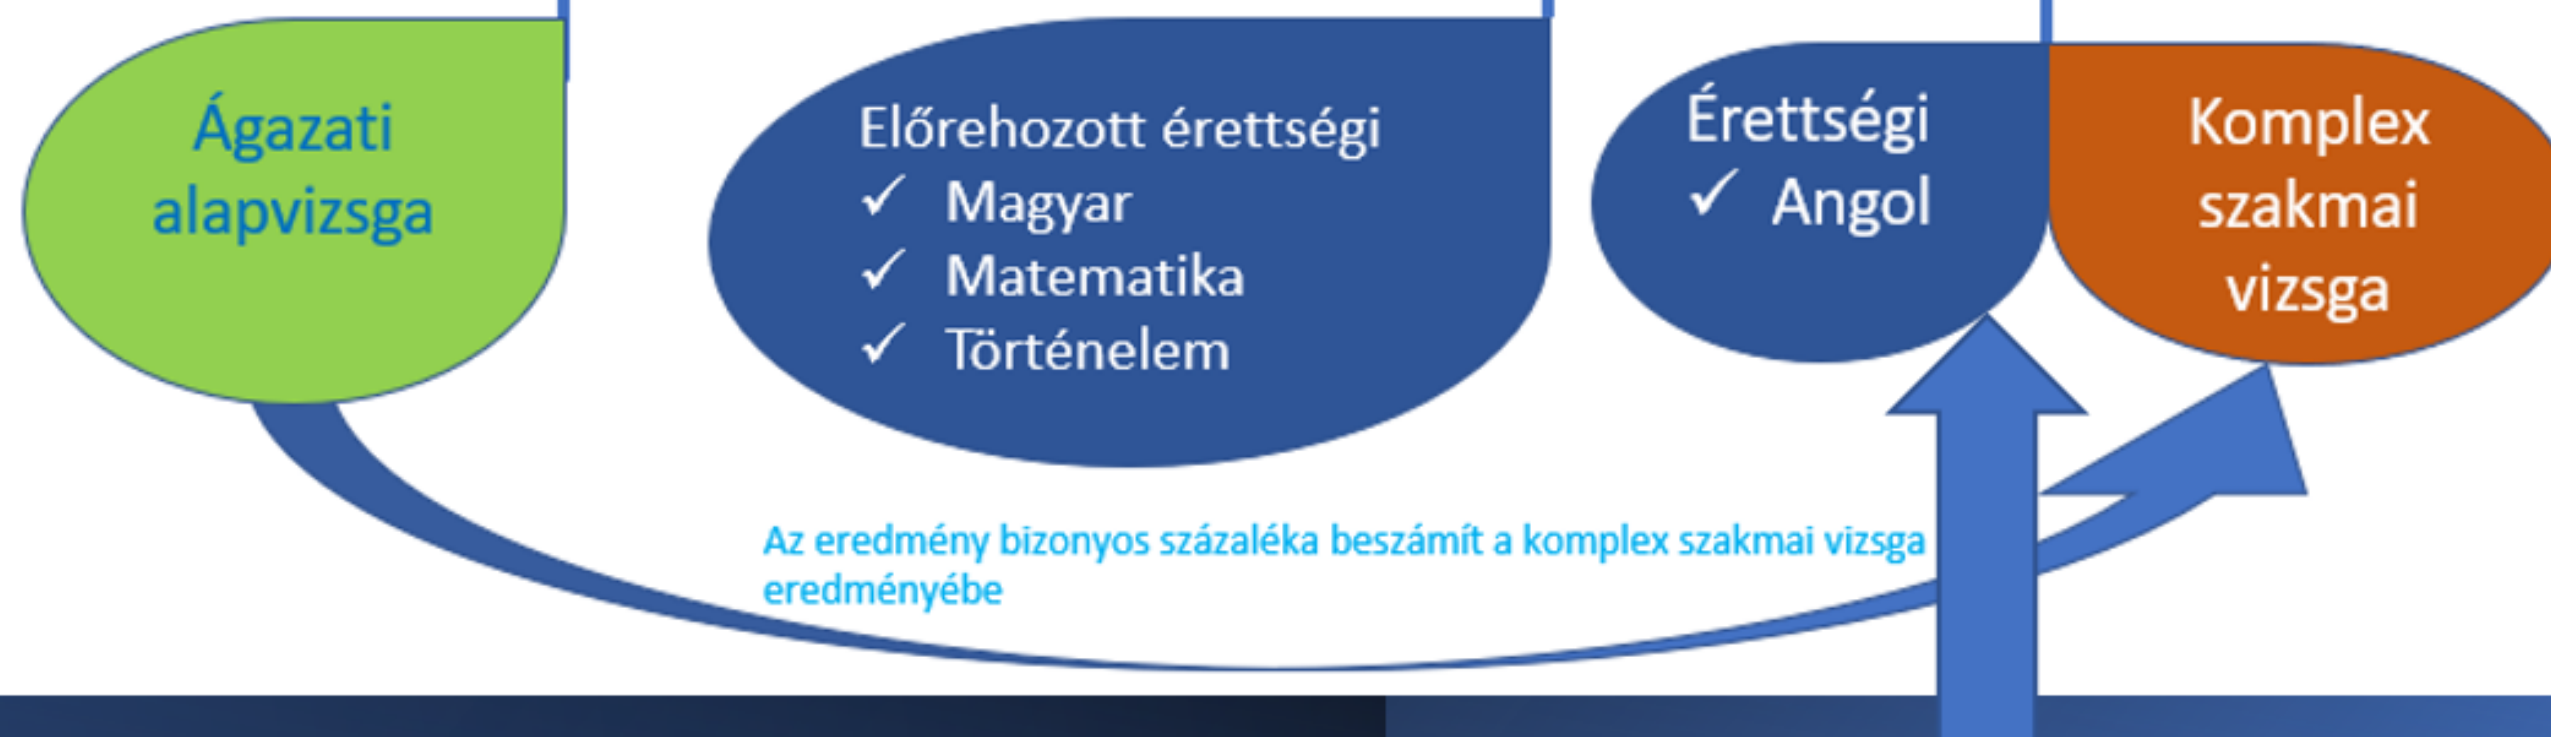 Ágazati
alapvizsga
Előrehozott érettségi
✓ Magyar
✓ Matematika
✓ Történelem
Érettségi
✓ Angol
Komplex
szakmai
vizsga
Az eredmény bizonyos százaléka beszámít a komplex szakmai vizsga
eredményébe